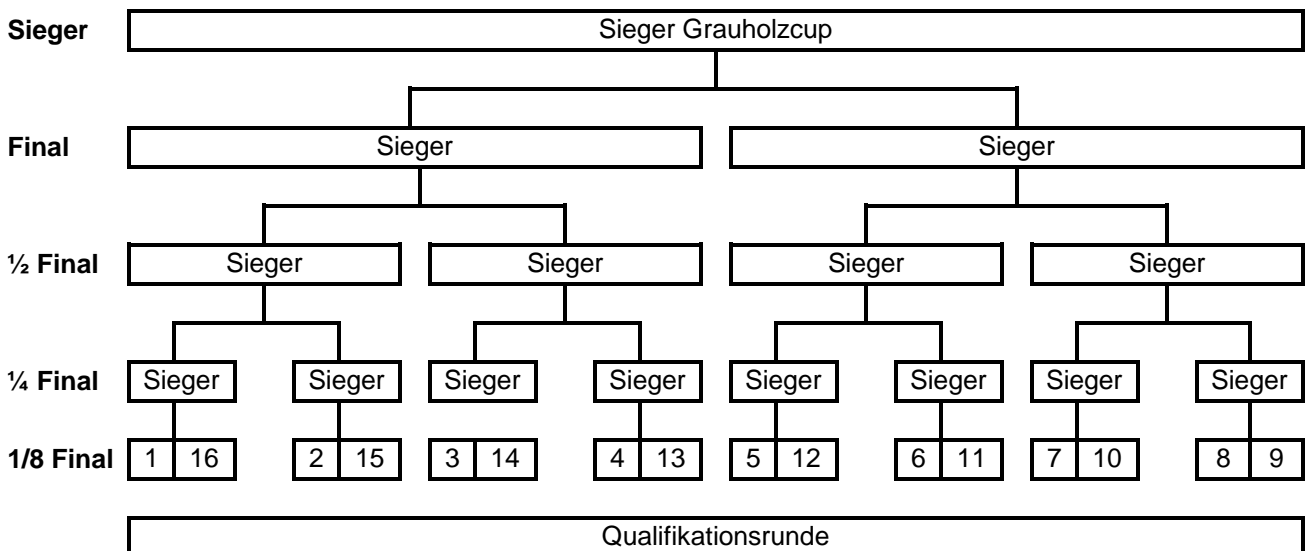 Sieger Sieger Grauholzcup
Final Sieger Sieger
½ Final Sieger Sieger Sieger Sieger
¼ Final Sieger Sieger Sieger Sieger Sieger Sieger Sieger Sieger
1/8 Final 1 16 2 15 3 14 4 13 5 12 6 11 7 10 8 9
Qualifikationsrunde